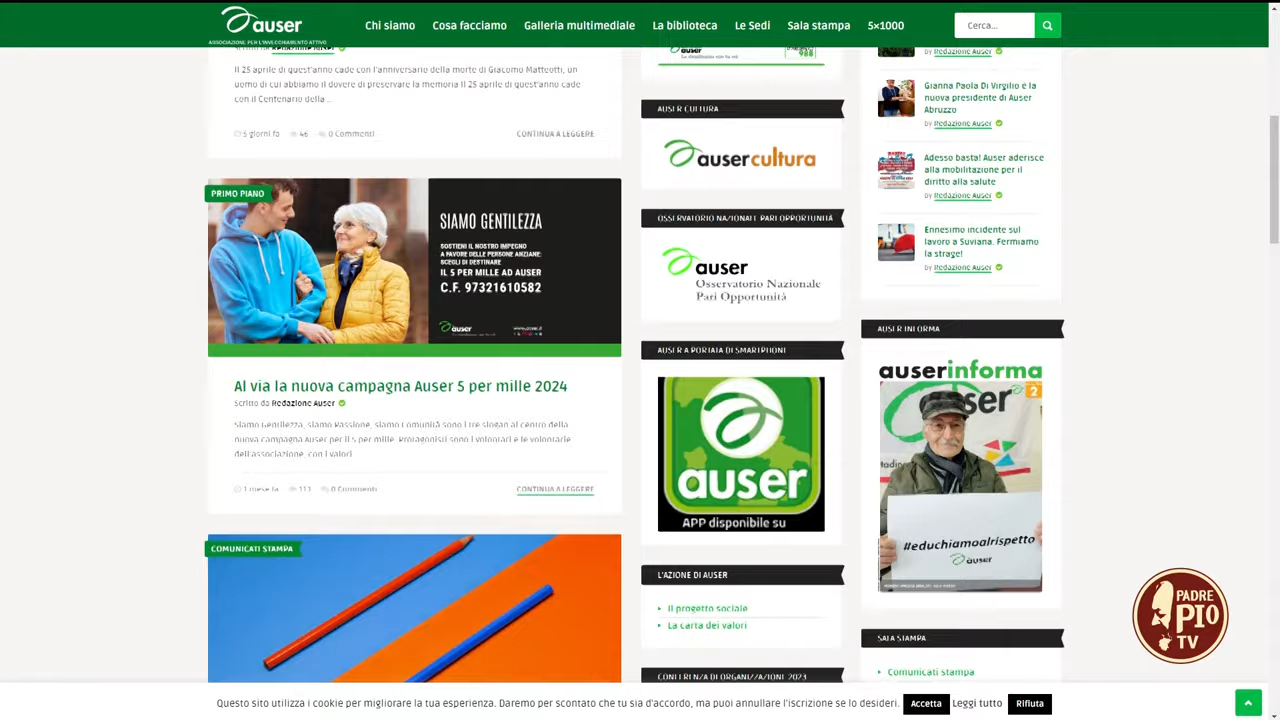 auser
ASSOCIAZIONE PER L'INVECCHIAMENTO ATTIVO
Chi siamo
Cosa facciamo
Galleria multimediale
La biblioteca
Le Sedi
Sala stampa
5×1000
Cerca...
Scritto da Redazione Auser
Il 25 aprile di quest'anno cade con l'anniversario della morte di Giacomo Matteotti, un
uomo di cui abbiamo il dovere di preservare la memoria Il 25 aprile di quest'anno cade
con il Centenario della ...
5 giorni fa
46
0 Commenti
CONTINUA A LEGGERE
PRIMO PIANO
SIAMO GENTILEZZA
SOSTIENI IL NOSTRO IMPEGNO
A FAVORE DELLE PERSONE ANZIANE:
SCEGLI DI DESTINARE
IL 5 PER MILLE AD AUSER
C.F. 97321610582
auser
www.auser.it
Al via la nuova campagna Auser 5 per mille 2024
Scritto da Redazione Auser
Siamo Gentilezza, siamo Passione, siamo Comunità sono i tre slogan al centro della
nuova campagna Auser per il 5 per mille. Protagonisti sono i volontari e le volontarie
dell'associazione, con i valori
1 mese fa
113
0 Commenti
CONTINUA A LEGGERE
COMUNICATI STAMPA
auser
AUSER CULTURA
ausercultura
OSSERVATORIO NAZIONALE PARI OPPORTUNITÀ
auser
Osservatorio Nazionale
Pari Opportunità
AUSER A PORTATA DI SMARTPHONE
auser
APP disponibile su
L'AZIONE DI AUSER
Il progetto sociale
La carta dei valori
CONFERENZA DI ORGANIZZAZIONE 2023
by Redazione Auser
Gianna Paola Di Virgilio è la
nuova presidente di Auser
Abruzzo
by Redazione Auser
Adesso basta! Auser aderisce
alla mobilitazione per il
diritto alla salute
by Redazione Auser
Ennesimo incidente sul
lavoro a Suviana. Fermiamo
la strage!
by Redazione Auser
AUSER INFORMA
auserinforma
2
#educhiamoalrispetto
auser
SALA STAMPA
Comunicati stampa
PADRE
PIO
TV
Questo sito utilizza i cookie per migliorare la tua esperienza. Daremo per scontato che tu sia d'accordo, ma puoi annullare l'iscrizione se lo desideri.
Accetta
Leggi tutto
Rifiuta